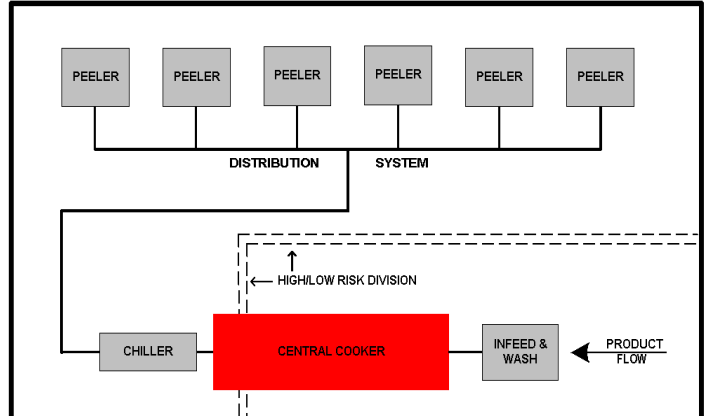 PEELER PEELER PEELER PEELER PEELER PEELER
DISTRIBUTION SYSTEM
HIGH/LOW RISK DIVISION
CHILLER
CENTRAL COOKER
INFEED &
WASH
PRODUCT
FLOW